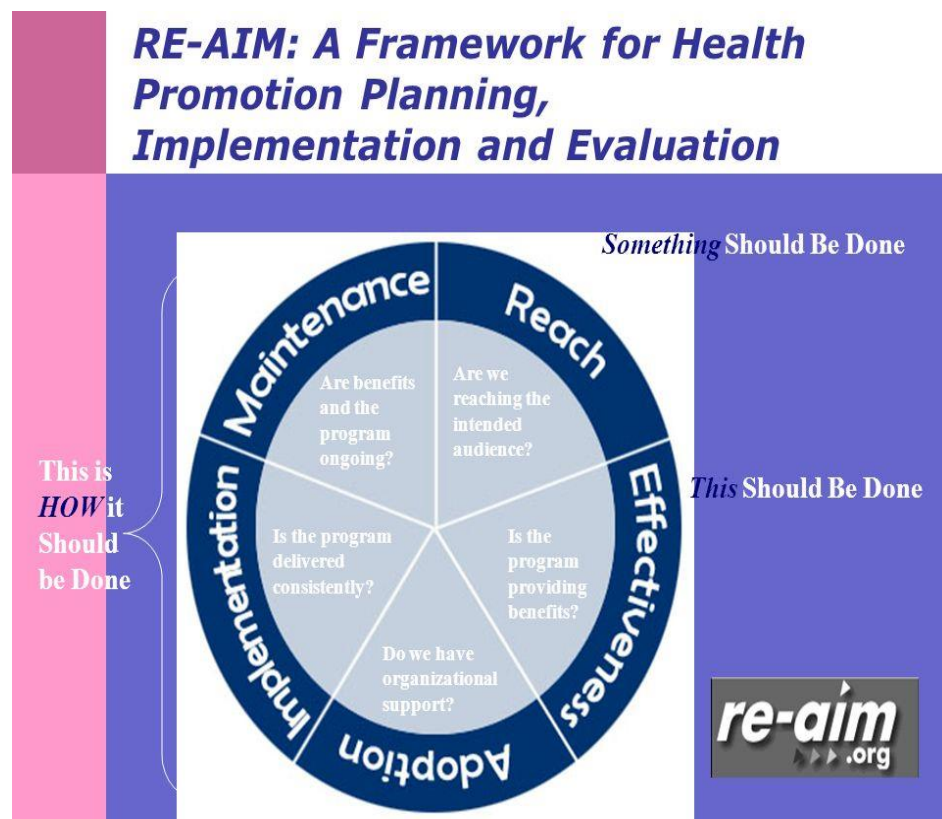 RE-AIM: A Framework for Health
Promotion Planning,
Implementation and Evaluation
Something Should Be Done
Maintenance
Reach
Are benefits
and the
program
ongoing?
Are we
reaching the
intended
audience?
This is
HOW it
Should
be Done
Implementation
Effectiveness
This Should Be Done
Is the program
delivered
consistently?
Is the
program
providing
benefits?
Do we have
organizational
support?
Adoption
re-aim
.org